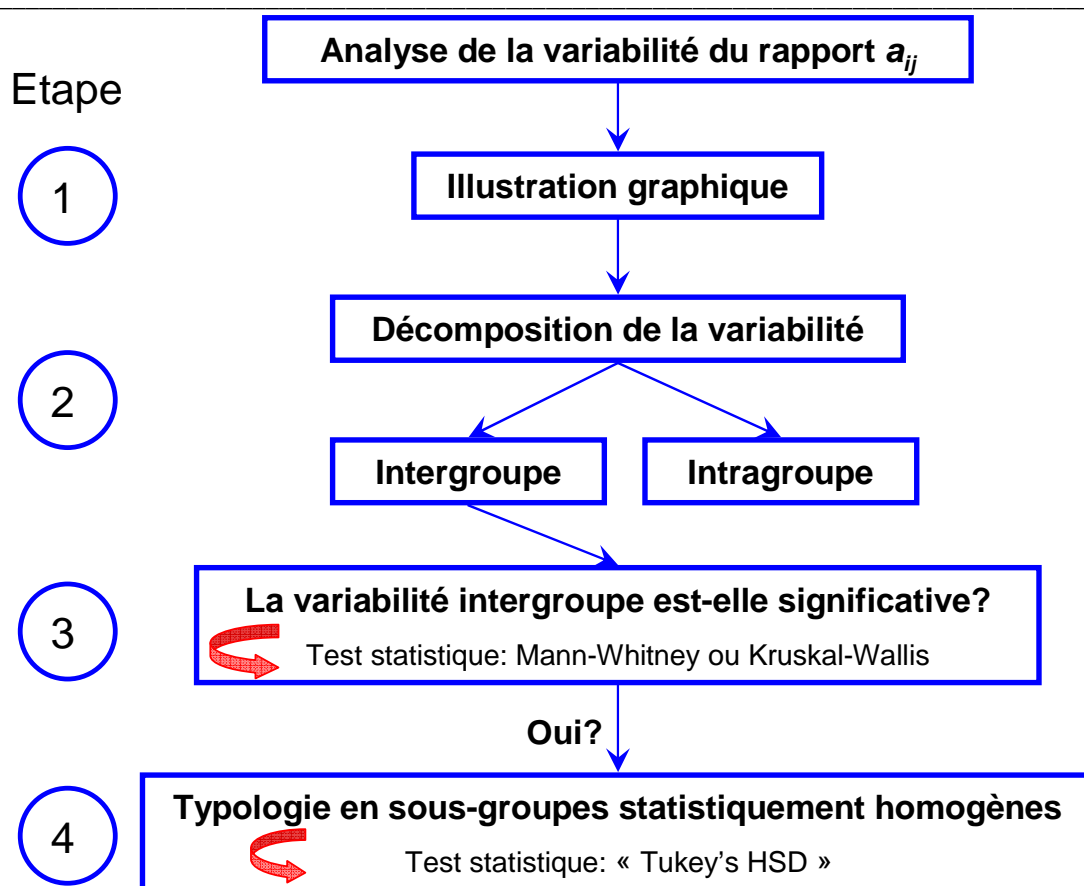 Analyse de la variabilité du rapport aij
Etape
1
Illustration graphique
Décomposition de la variabilité
2
Intergroupe
Intragroupe
La variabilité intergroupe est-elle significative?
3
Test statistique: Mann-Whitney ou Kruskal-Wallis
Oui?
Typologie en sous-groupes statistiquement homogènes
4
Test statistique: « Tukey's HSD »